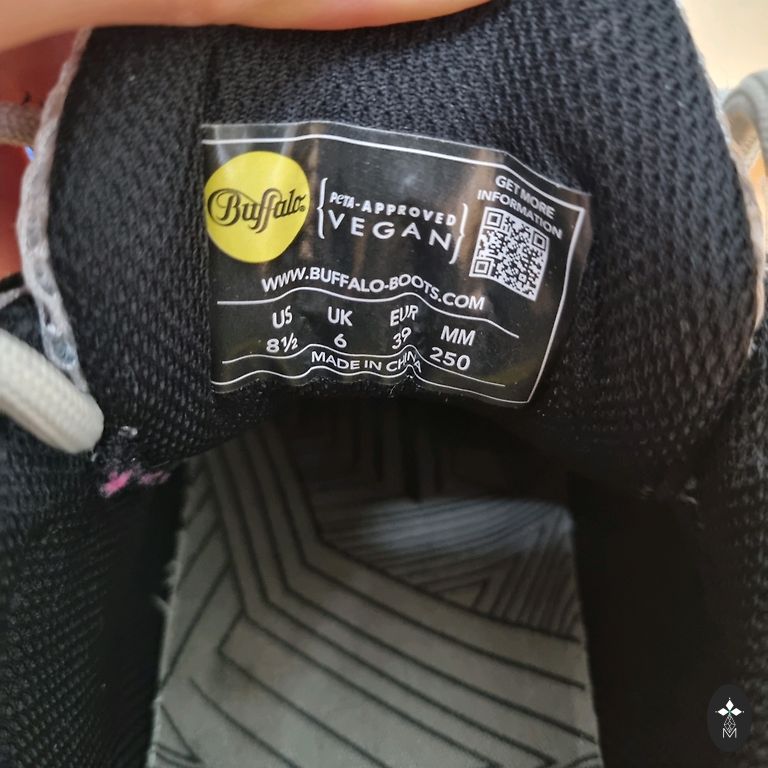 Buffalo
{PETA-APPROVED
VEGAN}
GET MORE
INFORMATION
WWW.BUFFALO-BOOTS.COM
US UK EUR MM
8½ 6 39 250
MADE IN CHINA
M